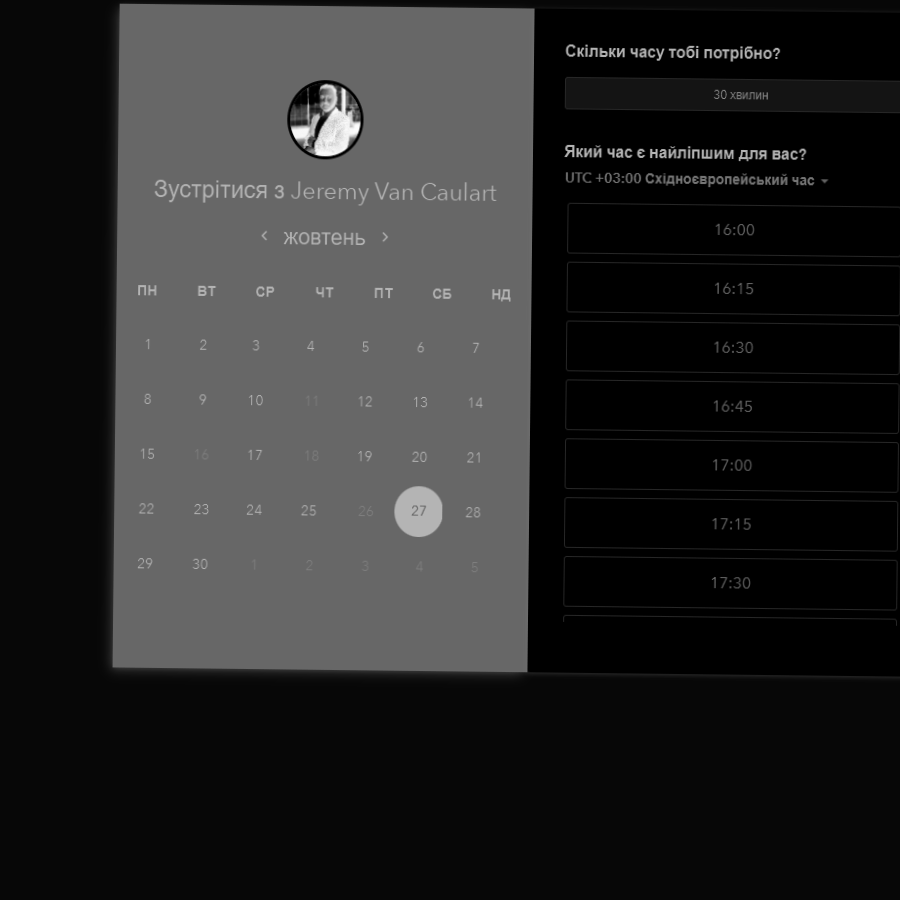 Зустрітися з Jeremy Van Caulart
жовтень
ПН ВТ СР ЧТ ПТ СБ НД
1 2 3 4 5 6 7
8 9 10 11 12 13 14
15 16 17 18 19 20 21
22 23 24 25 26 27 28
29 30 1 2 3 4 5
Скільки часу тобі потрібно?
30 хвилин
Який час є найліпшим для вас?
UTC +03:00 Східноєвропейський час
16:00
16:15
16:30
16:45
17:00
17:15
17:30